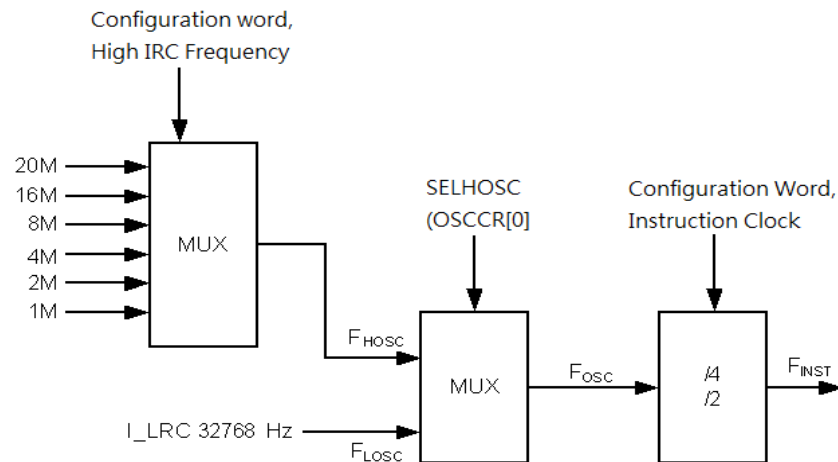 Configuration word,
High IRC Frequency
20M
16M
8M
4M
2M
1M
MUX
SELHOSC
(OSCCR[0]
Configuration Word,
Instruction Clock
FHOSC
MUX
FOSC
/4
/2
FINST
I_LRC 32768 Hz
FLOSC